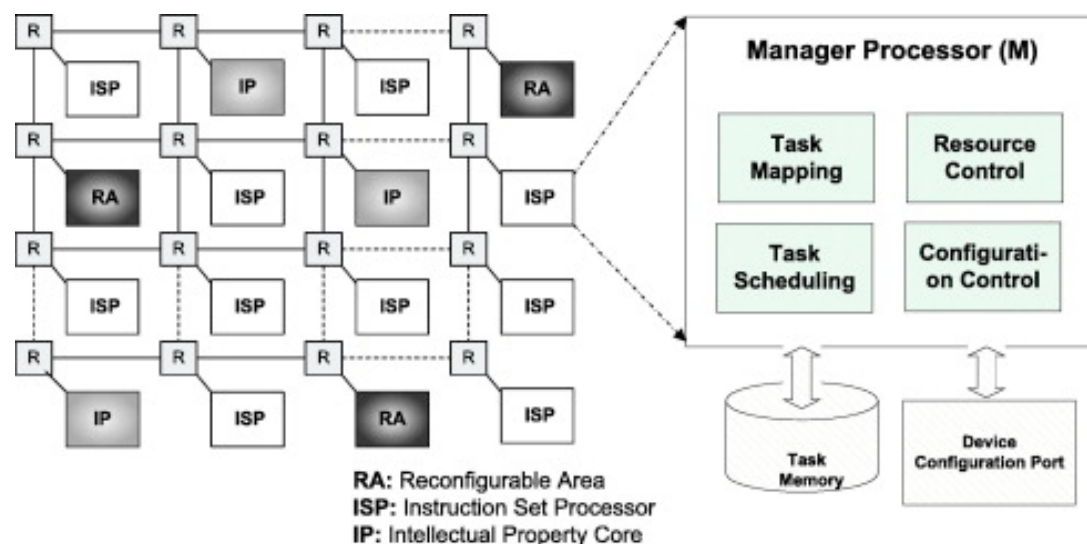 R R R R
ISP IP ISP RA
R R R R
RA ISP IP ISP
R R R R
ISP ISP ISP ISP
R R R R
IP ISP RA ISP
RA: Reconfigurable Area
ISP: Instruction Set Processor
IP: Intellectual Property Core
Manager Processor (M)
Task
Mapping
Resource
Control
Task
Scheduling
Configurati-
on Control
Task
Memory
Device
Configuration Port